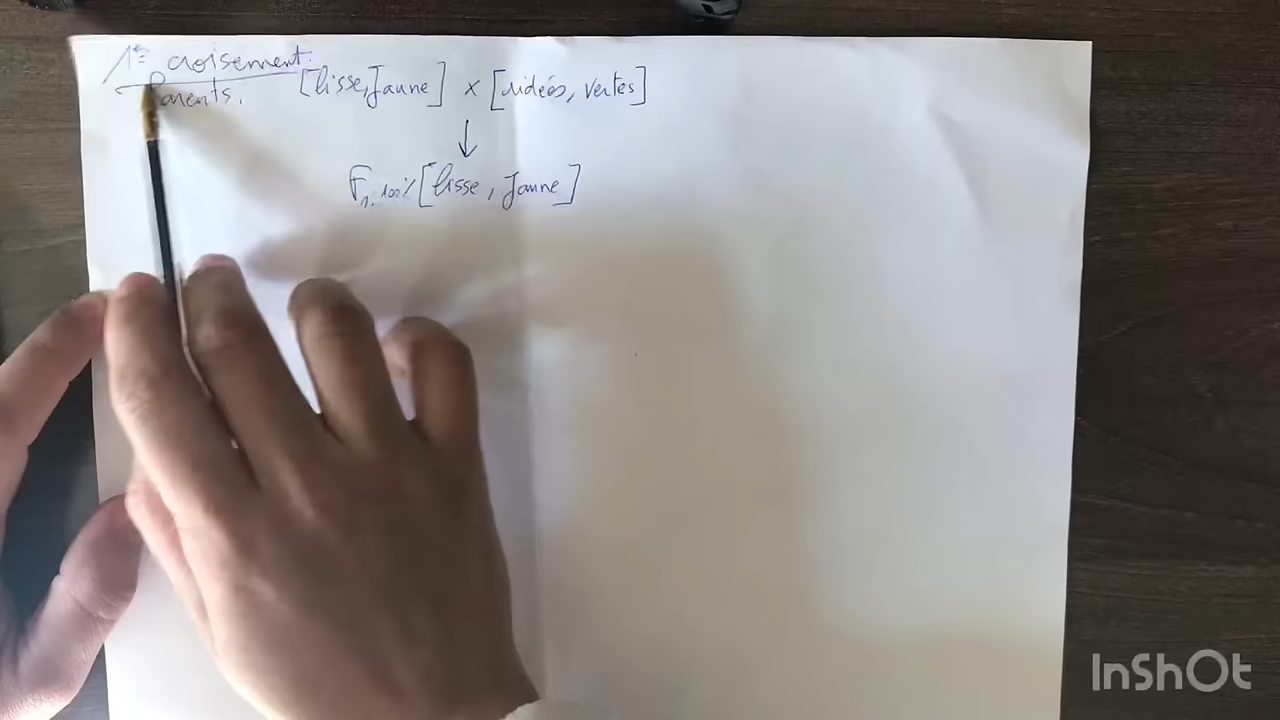 1er croisement:
Parents. [lisse, Jaune] x [ridées, vertes]
↓
F1. 100% [lisse, Jaune]
InShOt